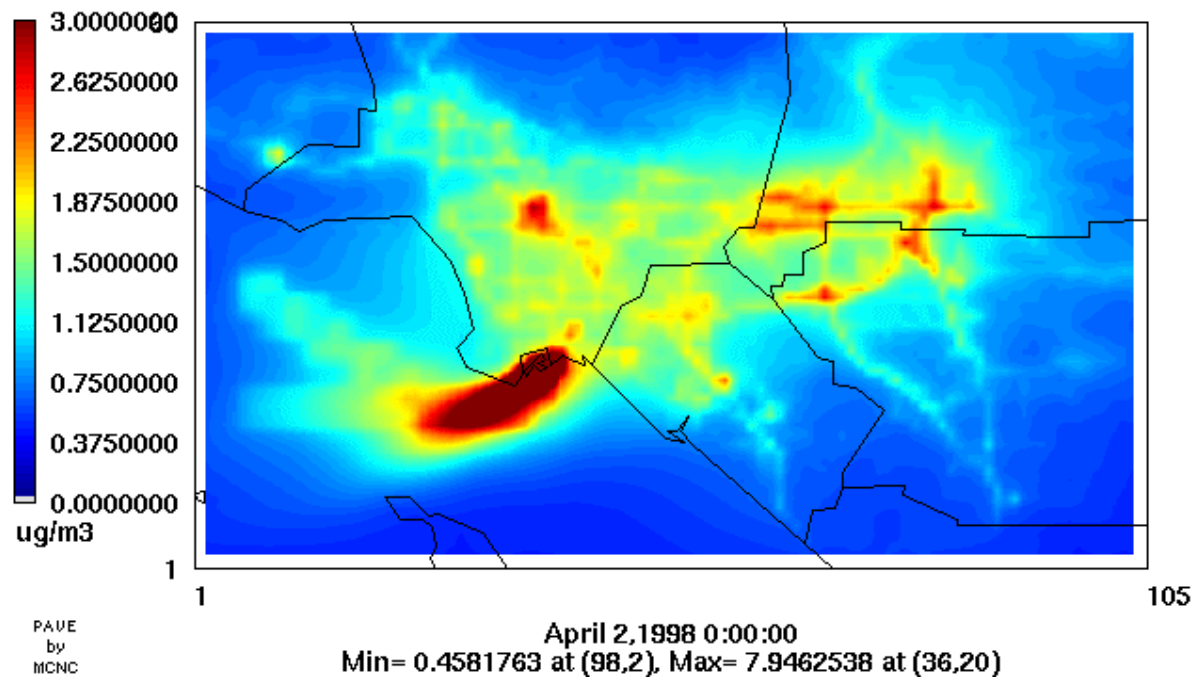 3.0000000
60
2.6250000
2.2500000
1.8750000
1.5000000
1.1250000
0.7500000
0.3750000
0.0000000
ug/m3
1
1
105
PAVE
by
MCNC
April 2,1998 0:00:00
Min= 0.4581763 at (98,2), Max= 7.9462538 at (36,20)